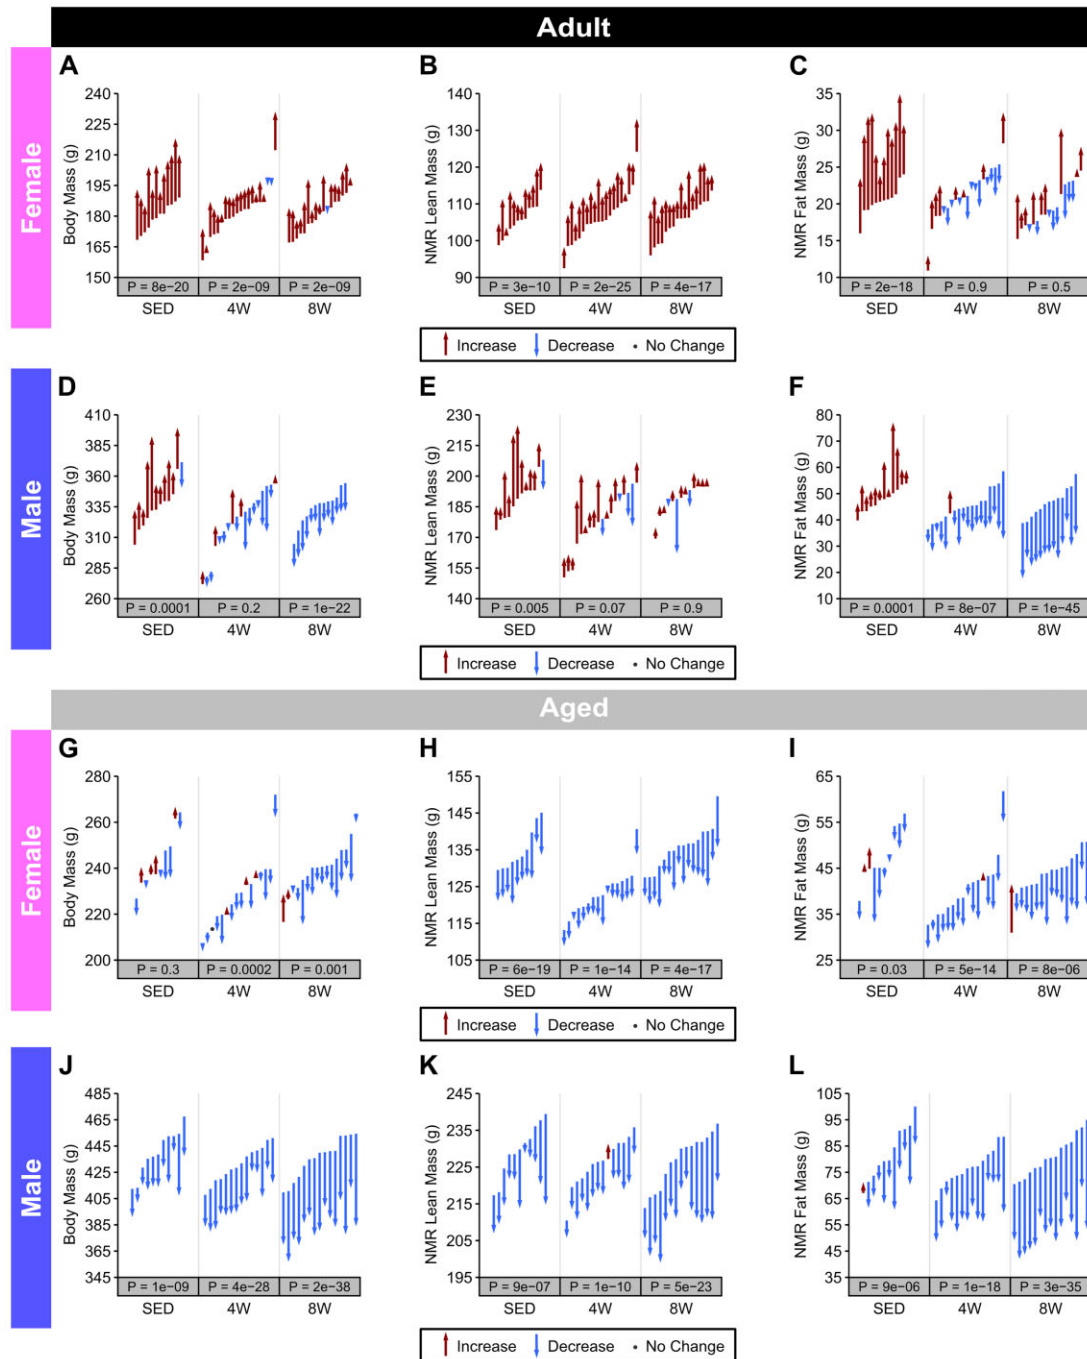 Adult
Female
A
B
C
Body Mass (g)
240
225
210
195
180
165
150
P = 8e−20
P = 2e−09
P = 2e−09
SED
4W
8W
NMR Lean Mass (g)
140
130
120
110
100
90
P = 3e−10
P = 2e−25
P = 4e−17
SED
4W
8W
NMR Fat Mass (g)
35
30
25
20
15
10
P = 2e−18
P = 0.9
P = 0.5
SED
4W
8W
Increase
Decrease
No Change
Male
D
E
F
Body Mass (g)
410
385
360
335
310
285
260
P = 0.0001
P = 0.2
P = 1e−22
SED
4W
8W
NMR Lean Mass (g)
230
215
200
185
170
155
140
P = 0.005
P = 0.07
P = 0.9
SED
4W
8W
NMR Fat Mass (g)
80
70
60
50
40
30
20
10
P = 0.0001
P = 8e−07
P = 1e−45
SED
4W
8W
Increase
Decrease
No Change
Aged
Female
G
H
I
Body Mass (g)
280
260
240
220
200
P = 0.3
P = 0.0002
P = 0.001
SED
4W
8W
NMR Lean Mass (g)
155
145
135
125
115
105
P = 6e−19
P = 1e−14
P = 4e−17
SED
4W
8W
NMR Fat Mass (g)
65
55
45
35
25
P = 0.03
P = 5e−14
P = 8e−06
SED
4W
8W
Increase
Decrease
No Change
Male
J
K
L
Body Mass (g)
485
465
445
425
405
385
365
345
P = 1e−09
P = 4e−28
P = 2e−38
SED
4W
8W
NMR Lean Mass (g)
245
235
225
215
205
195
P = 9e−07
P = 1e−10
P = 5e−23
SED
4W
8W
NMR Fat Mass (g)
105
95
85
75
65
55
45
35
P = 9e−06
P = 1e−18
P = 3e−35
SED
4W
8W
Increase
Decrease
No Change